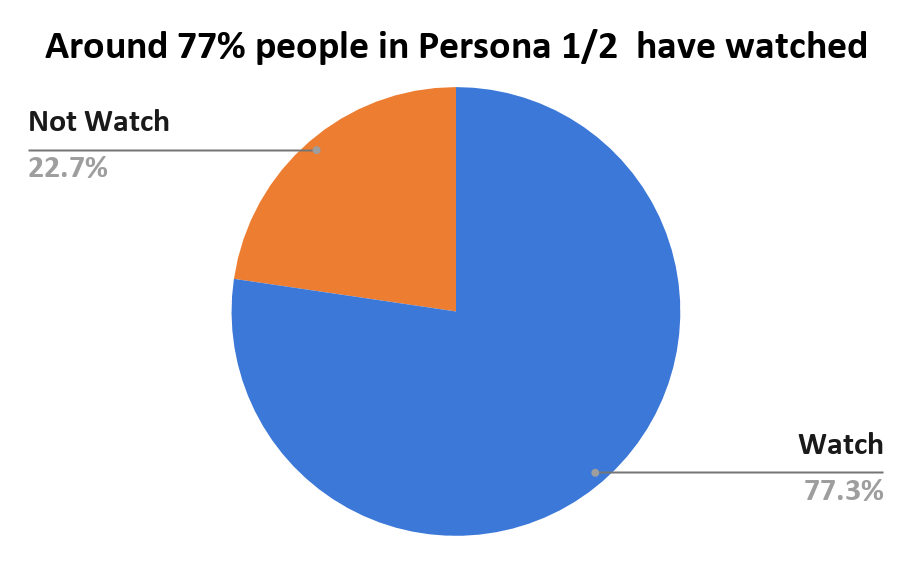 Around 77% people in Persona 1/2  have watched
Not Watch
22.7%
Watch
77.3%